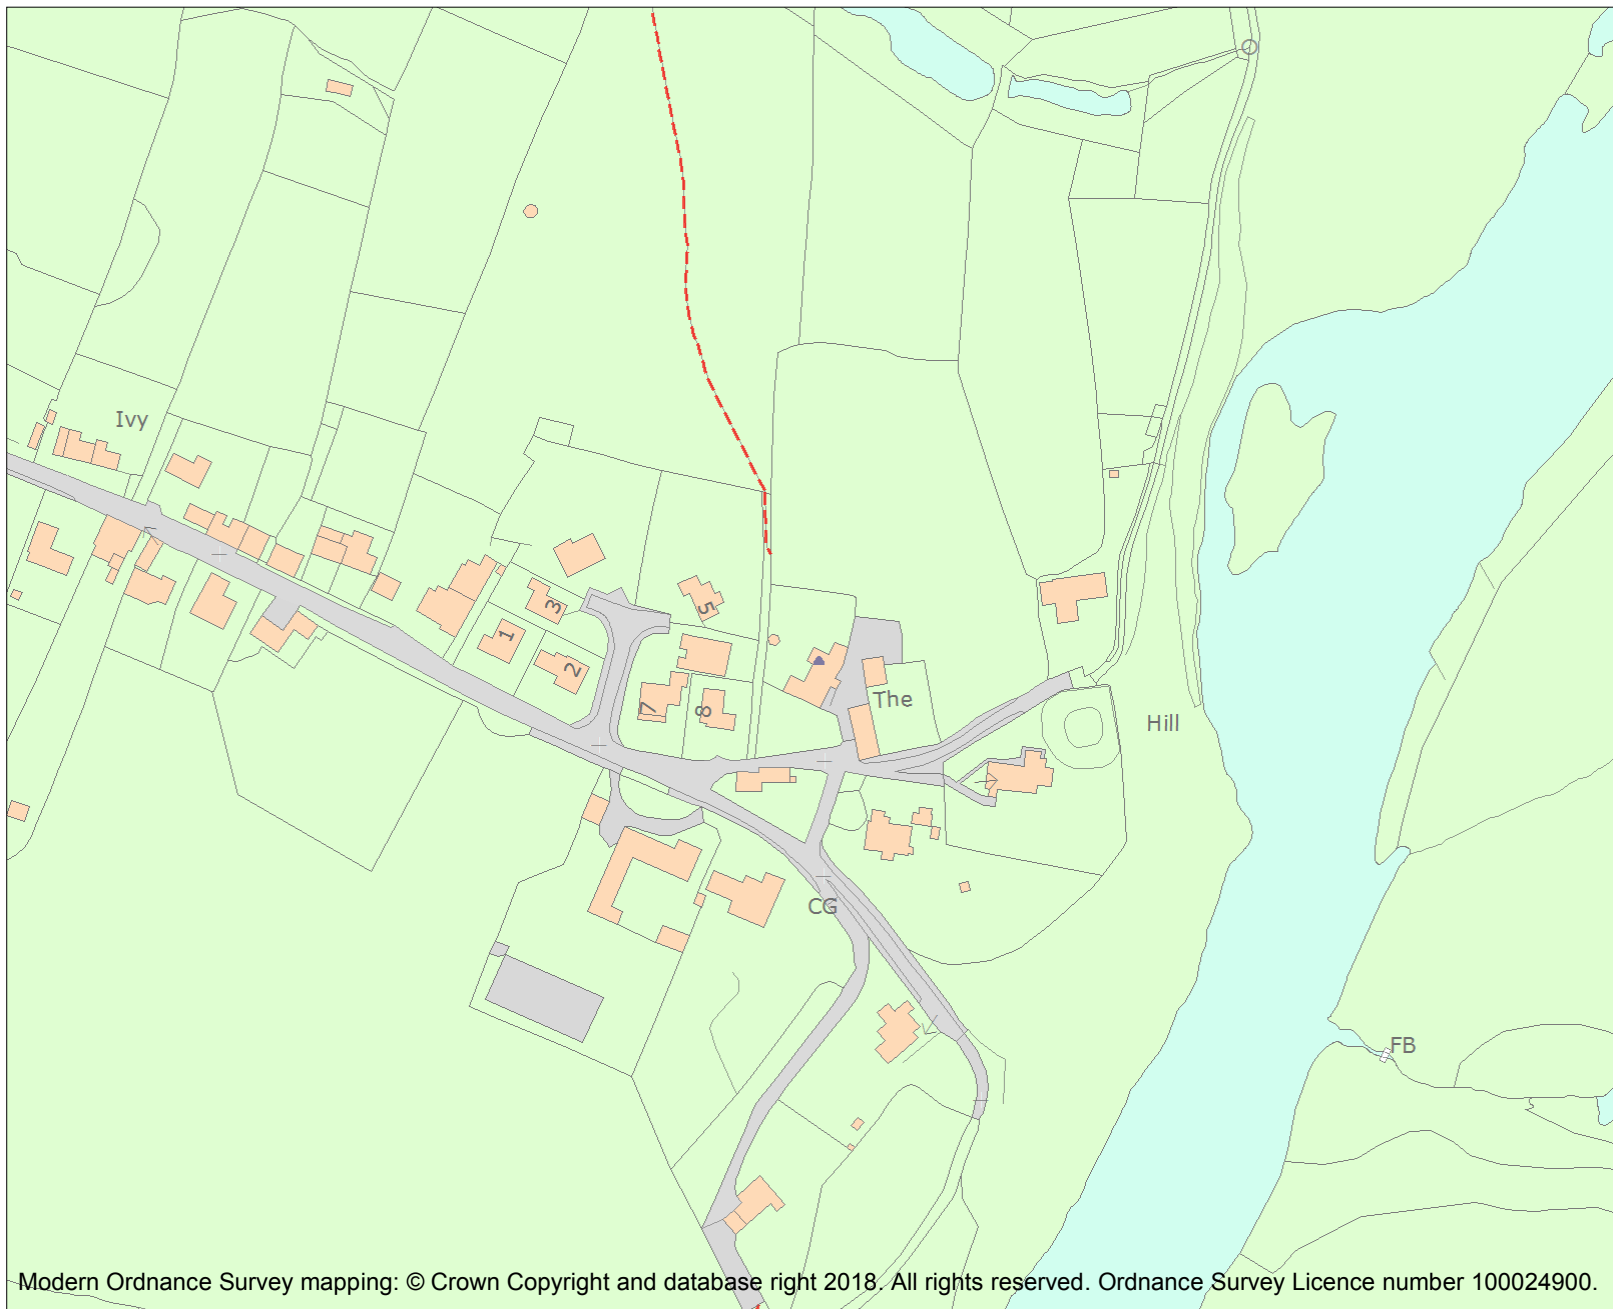 Ivy
3
5
1
2
7
8
The
Hill
CG
FB
Modern Ordnance Survey mapping: © Crown Copyright and database right 2018. All rights reserved. Ordnance Survey Licence number 100024900.